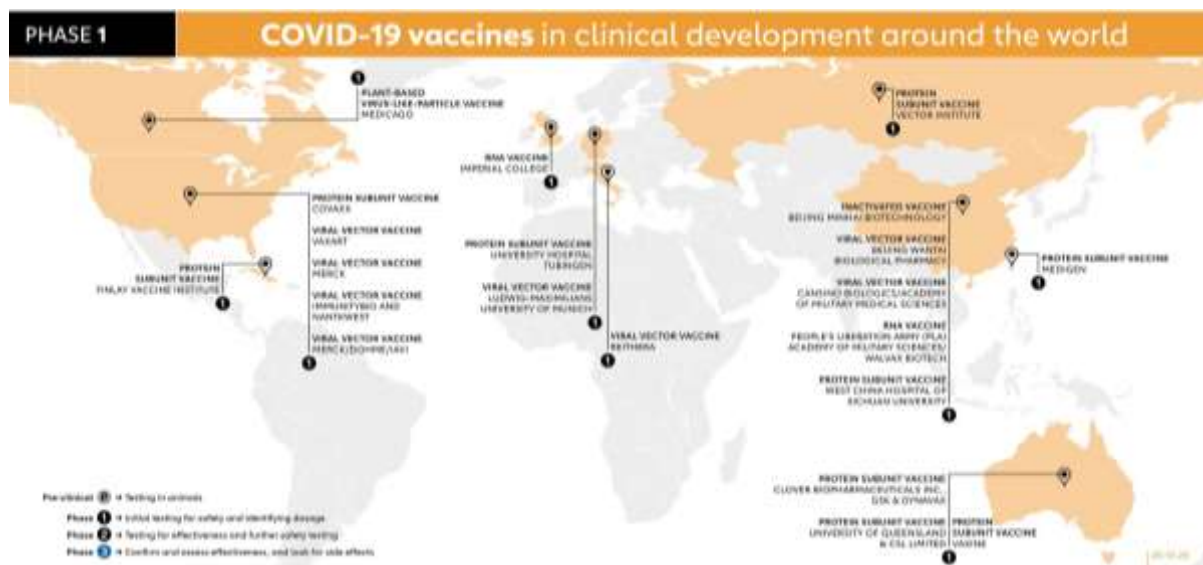 PHASE 1
COVID-19 vaccines in clinical development around the world
PLANT-BASED
VIRUS-LIKE-PARTICLE VACCINE
MEDICAGO
PROTEIN
SUBUNIT VACCINE
VECTOR INSTITUTE
RNA VACCINE
IMPERIAL COLLEGE
PROTEIN SUBUNIT VACCINE
COVAXX
VIRAL VECTOR VACCINE
VAXART
VIRAL VECTOR VACCINE
MERCK
VIRAL VECTOR VACCINE
IMMUNITYBIO AND
NANTKWEST
VIRAL VECTOR VACCINE
MERCK/
PROTEIN
SUBUNIT VACCINE
FINLAY VACCINE INSTITUTE
PROTEIN SUBUNIT VACCINE
UNIVERSITY HOSPITAL
TUBINGEN
VIRAL VECTOR VACCINE
LUDWIG-MAXIMILIANS
UNIVERSITY OF MUNICH
VIRAL VECTOR VACCINE
REITHERA
INACTIVATED VACCINE
BEIJING MINHAI BIOTECHNOLOGY
VIRAL VECTOR VACCINE
BEIJING WANTAI
BIOLOGICAL PHARMACY
VIRAL VECTOR VACCINE
CANSINO BIOLOGICS/ACADEMY
OF MILITARY MEDICAL SCIENCES
RNA VACCINE
PEOPLE'S LIBERATION ARMY (PLA)
ACADEMY OF MILITARY SCIENCES/
WALVAX BIOTECH
PROTEIN SUBUNIT VACCINE
WEST CHINA HOSPITAL OF
SICHUAN UNIVERSITY
PROTEIN SUBUNIT VACCINE
MEDIGEN
PROTEIN SUBUNIT VACCINE
CLOVER BIOPHARMACEUTICALS INC.,
GSK & DYNAVAX
PROTEIN SUBUNIT VACCINE
UNIVERSITY OF QUEENSLAND
& CSL LIMITED
PROTEIN
SUBUNIT VACCINE
VAXINE
Pre-clinical P → Testing in animals
Phase 1 → Initial testing for safety and identifying dosage
Phase 2 → Testing for effectiveness and further safety testing
Phase 3 → Confirm and assess effectiveness, and look for side effects